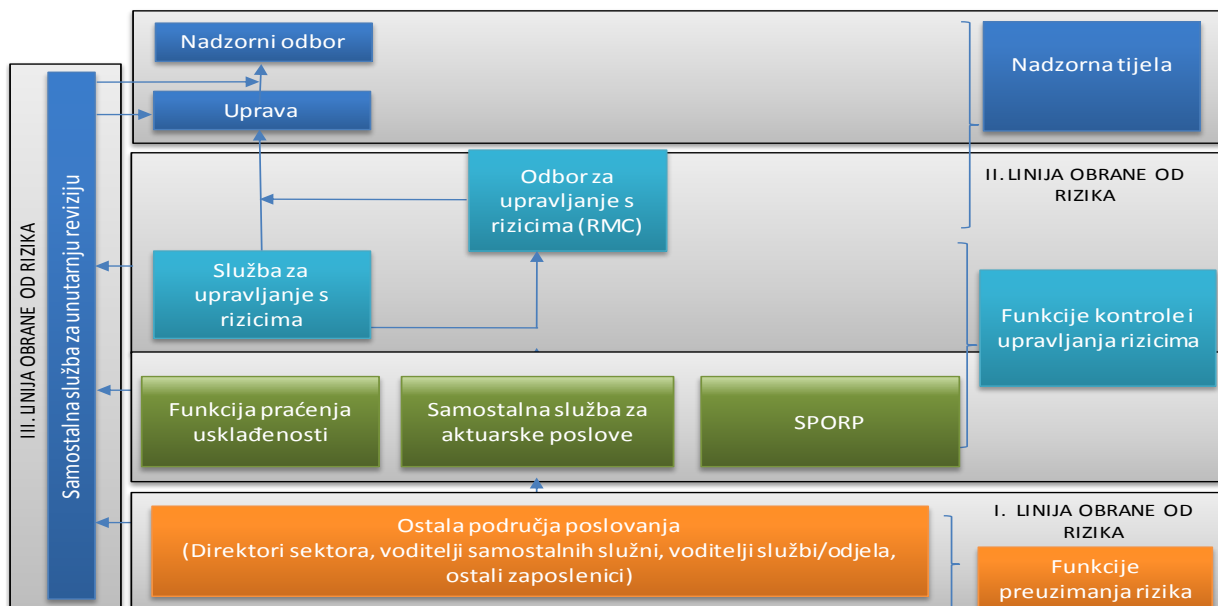 Nadzorni odbor
Uprava
Nadzorna tijela
III. LINIJA OBRANE OD RIZIKA
Samostalna služba za unutarnju reviziju
Odbor za
upravljanje s
rizicima (RMC)
II. LINIJA OBRANE OD
RIZIKA
Služba za
upravljanje s
rizicima
Funkcije kontrole i
upravljanja rizicima
Funkcija praćenja
usklađenosti
Samostalna služba za
aktuarske poslove
SPORP
I. LINIJA OBRANE OD
RIZIKA
Ostala područja poslovanja
(Direktori sektora, voditelji samostalnih služni, voditelji službi/odjela,
ostali zaposlenici)
Funkcije
preuzimanja rizika